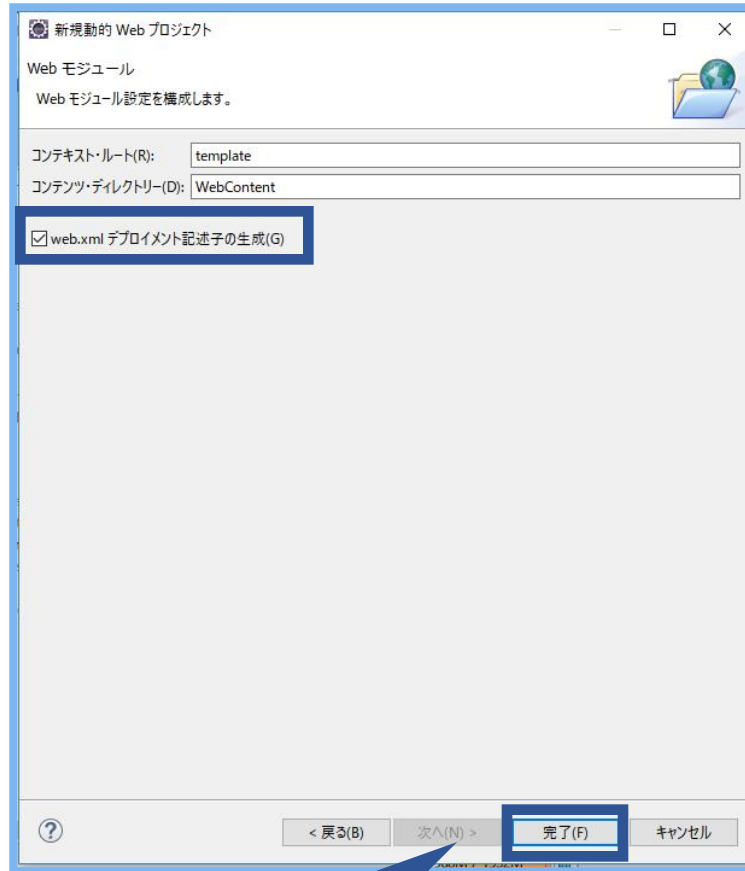 新規動的 Web プロジェクト
Web モジュール
Web モジュール設定を構成します。
コンテキスト・ルート(R): template
コンテンツ・ディレクトリー(D): WebContent
web.xml デプロイメント記述子の生成(G)
< 戻る(B) 次へ(N) > 完了(F) キャンセル